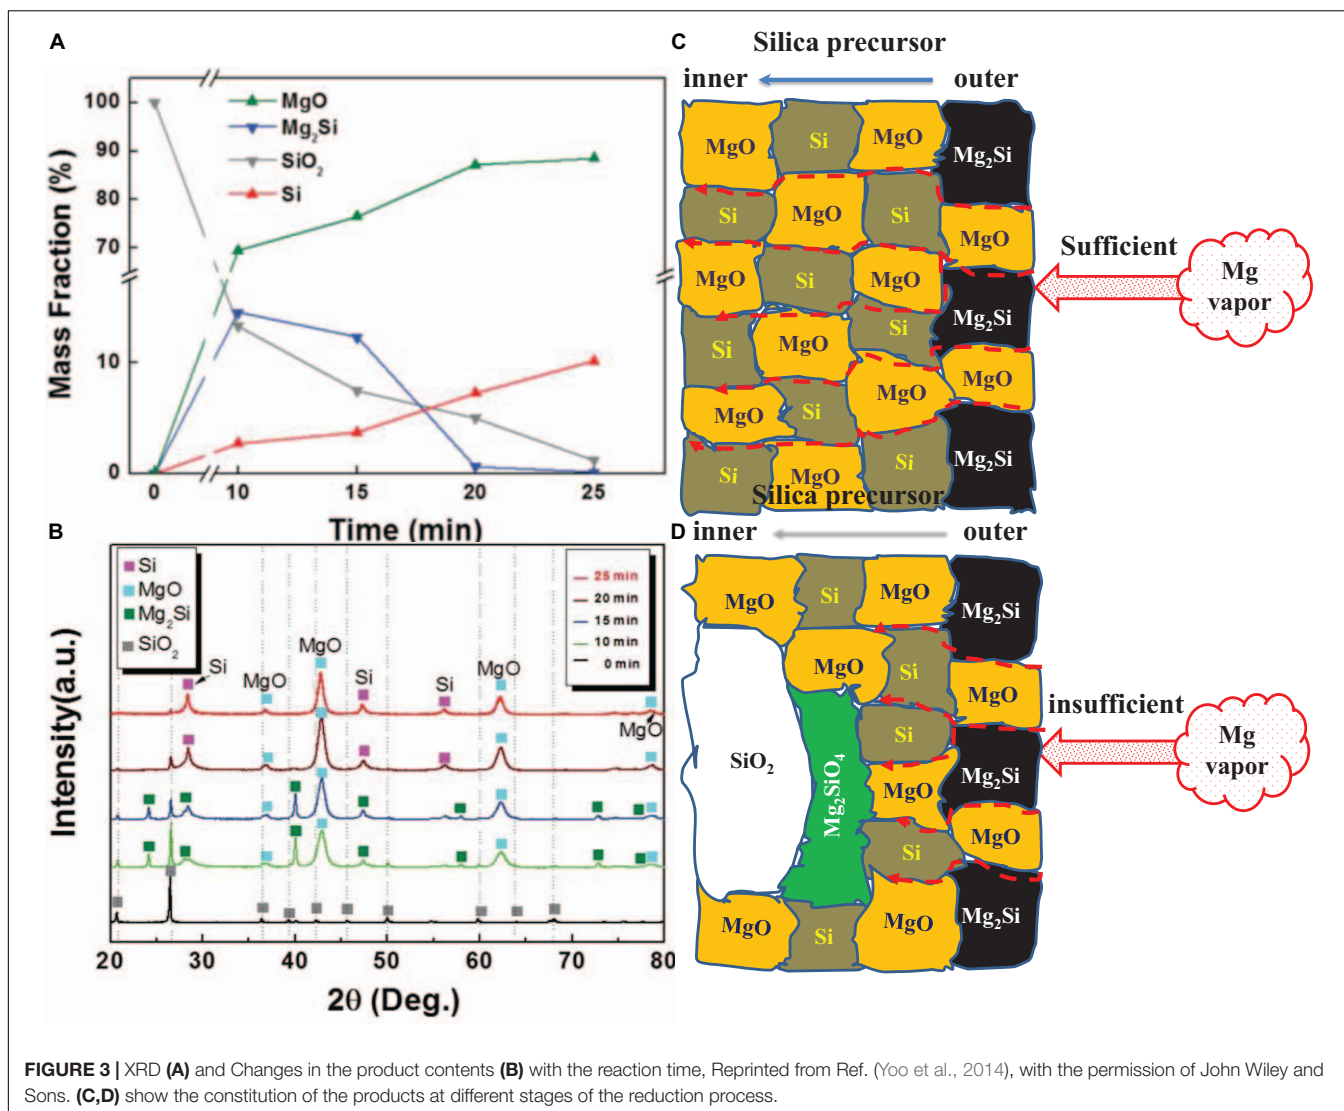 A
100
90
80
70
10
0
Mass Fraction (%)
MgO
Mg2Si
SiO2
Si
0 10 15 20 25
Time (min)
B
Si
MgO
Mg2Si
SiO2
25 min
20 min
15 min
10 min
0 min
Si
MgO
MgO
Si
Si
MgO
MgO
Intensity(a.u.)
20 30 40 50 60 70 80
2θ (Deg.)
C
Silica precursor
inner
outer
MgO Si MgO Mg2Si
Si MgO Si MgO
MgO Si MgO Mg2Si
Si MgO Si MgO
MgO Si MgO Mg2Si
Si MgO Si
Sufficient
Mg
vapor
Silica precursor
D
inner
outer
MgO Si MgO Mg2Si
MgO Si MgO
SiO2 Si Mg2Si
Mg2SiO4
MgO
Si MgO
MgO Si MgO Mg2Si
insufficient
Mg
vapor
FIGURE 3 | XRD (A) and Changes in the product contents (B) with the reaction time, Reprinted from Ref. (Yoo et al., 2014), with the permission of John Wiley and
Sons. (C,D) show the constitution of the products at different stages of the reduction process.